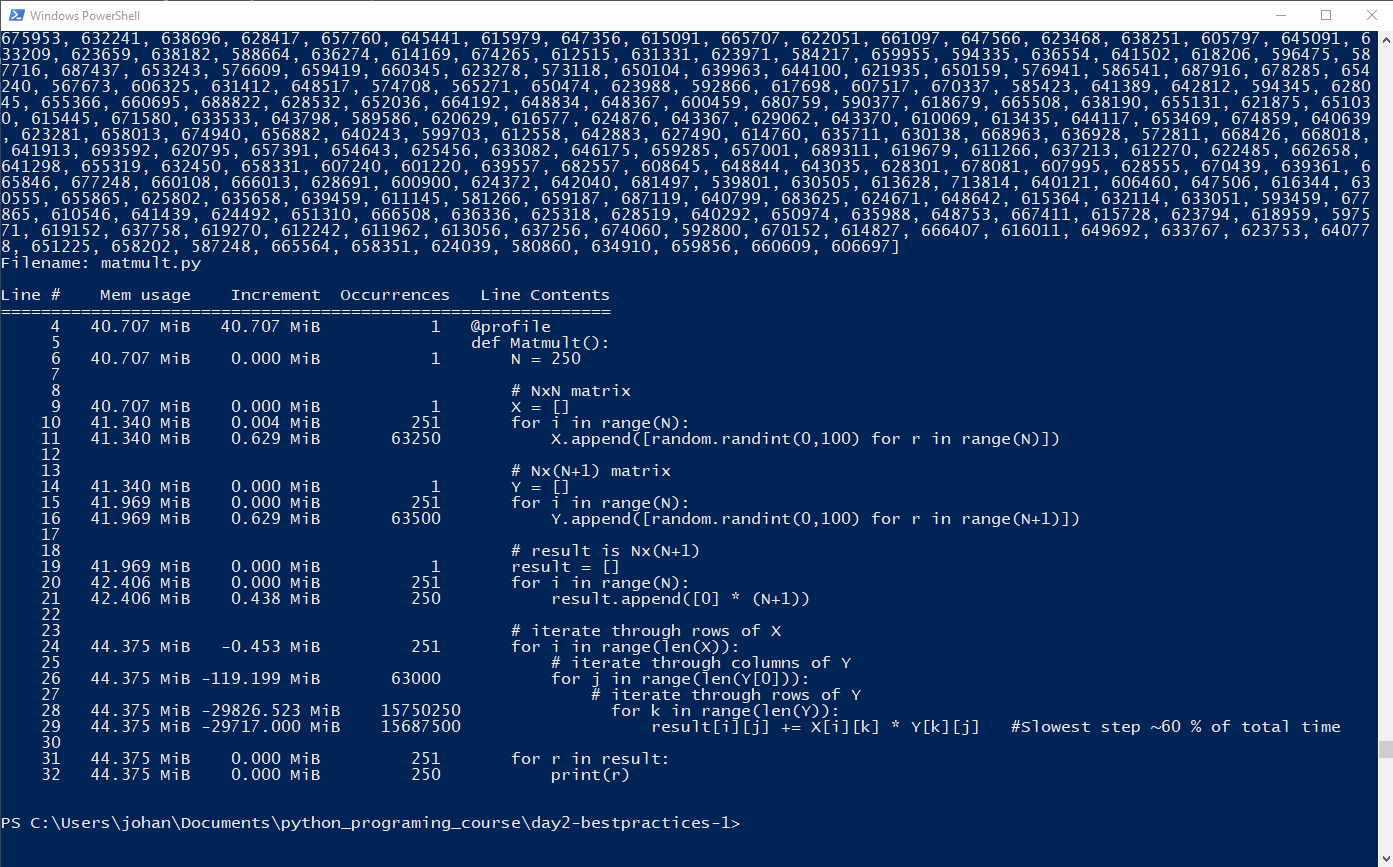 Windows PowerShell
675953, 632241, 638696, 628417, 657760, 645441, 615979, 647356, 615091, 665707, 622051, 661097, 647566, 623468, 638251, 605797, 645091, 6
33209, 623659, 638182, 588664, 636274, 614169, 674265, 612515, 631331, 623971, 584217, 659955, 594335, 636554, 641502, 618206, 596475, 58
7716, 687437, 653243, 576609, 659419, 660345, 623278, 573118, 650104, 639963, 644100, 621935, 650159, 576941, 586541, 687916, 678285, 654
240, 567673, 606325, 631412, 648517, 574708, 565271, 650474, 623988, 592866, 617698, 607517, 670337, 585423, 641389, 642812, 594345, 6280
45, 655366, 660695, 688822, 628532, 652036, 664192, 648834, 648367, 600459, 680759, 590377, 618679, 665508, 638190, 655131, 621875, 65103
0, 615445, 671580, 633533, 643798, 589586, 620629, 616577, 624876, 643367, 629062, 643370, 610069, 613435, 644117, 653469, 674859, 640639
, 623281, 658013, 674940, 656882, 640243, 599703, 612558, 642883, 627490, 614760, 635711, 630138, 668963, 636928, 572811, 668426, 668018,
 641913, 693592, 620795, 657391, 654643, 625456, 633082, 646175, 659285, 657001, 689311, 619679, 611266, 637213, 612270, 622485, 662658,
641298, 655319, 632450, 658331, 607240, 601220, 639557, 682557, 608645, 648844, 643035, 628301, 678081, 607995, 628555, 670439, 639361, 6
65846, 677248, 660108, 666013, 628691, 600900, 624372, 642040, 681497, 539801, 630505, 613628, 713814, 640121, 606460, 647506, 616344, 63
0555, 655865, 625802, 635658, 639459, 611145, 581266, 659187, 687119, 640799, 683625, 624671, 648642, 615364, 632114, 633051, 593459, 677
865, 610546, 641439, 624492, 651310, 666508, 636336, 625318, 628519, 640292, 650974, 635988, 648753, 667411, 615728, 623794, 618959, 5975
71, 619152, 637758, 619270, 612242, 611962, 613056, 637256, 674060, 592800, 670152, 614827, 666407, 616011, 649692, 633767, 623753, 64077
8, 651225, 658202, 587248, 665564, 658351, 624039, 580860, 634910, 659856, 660609, 606697]
Filename: matmult.py
Line #    Mem usage    Increment  Occurrences   Line Contents
=============================================================
4   40.707 MiB   40.707 MiB           1   @profile
5                                         def Matmult():
6   40.707 MiB    0.000 MiB           1       N = 250
7
8                                             # NxN matrix
9   40.707 MiB    0.000 MiB           1       X = []
10   41.340 MiB    0.004 MiB         251       for i in range(N):
11   41.340 MiB    0.629 MiB       63250           X.append([random.randint(0,100) for r in range(N)])
12
13                                             # Nx(N+1) matrix
14   41.340 MiB    0.000 MiB           1       Y = []
15   41.969 MiB    0.000 MiB         251       for i in range(N):
16   41.969 MiB    0.629 MiB       63500           Y.append([random.randint(0,100) for r in range(N+1)])
17
18                                             # result is Nx(N+1)
19   41.969 MiB    0.000 MiB           1       result = []
20   42.406 MiB    0.000 MiB         251       for i in range(N):
21   42.406 MiB    0.438 MiB         250           result.append([0] * (N+1))
22
23                                             # iterate through rows of X
24   44.375 MiB   -0.453 MiB         251       for i in range(len(X)):
25                                                 # iterate through columns of Y
26   44.375 MiB -119.199 MiB       63000           for j in range(len(Y[0])):
27                                                     # iterate through rows of Y
28   44.375 MiB -29826.523 MiB    15750250               for k in range(len(Y)):
29   44.375 MiB -29717.000 MiB    15687500                   result[i][j] += X[i][k] * Y[k][j]   #Slowest step ~60 % of total time
30
31   44.375 MiB    0.000 MiB         251       for r in result:
32   44.375 MiB    0.000 MiB         250           print(r)
PS C:\Users\johan\Documents\python_programing_course\day2-bestpractices-1>